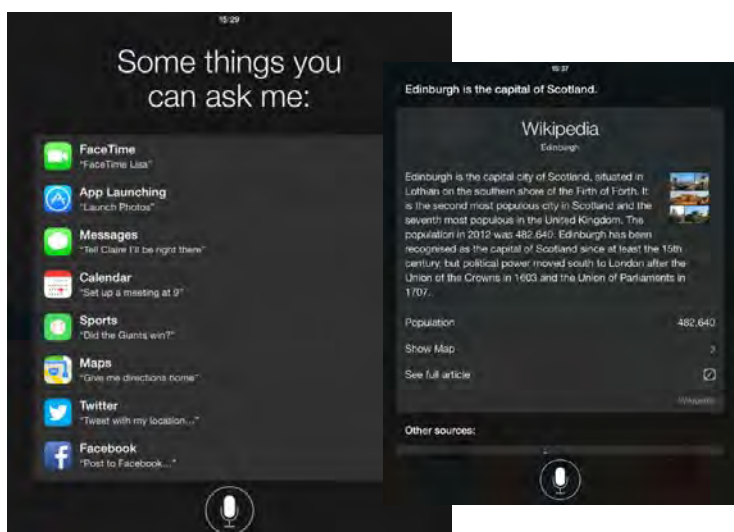 15:29
Some things you
can ask me:
FaceTime
"FaceTime Lisa"
App Launching
"Launch Photos"
Messages
"Tell Claire I'll be right there"
Calendar
"Set up a meeting at 9"
Sports
"Did the Giants win?"
Maps
"Give me directions home"
Twitter
"Tweet with my location..."
Facebook
"Post to Facebook..."
15:37
Edinburgh is the capital of Scotland.
Wikipedia
Edinburgh
Edinburgh is the capital city of Scotland, situated in
Lothian on the southern shore of the Firth of Forth. It
is the second most populous city in Scotland and the
seventh most populous in the United Kingdom. The
population in 2012 was 482,640. Edinburgh has been
recognised as the capital of Scotland since at least the 15th
century, but political power moved south to London after the
Union of the Crowns in 1603 and the Union of Parliaments in
1707.
Population 482,640
Show Map
See full article
Wikipedia
Other sources: